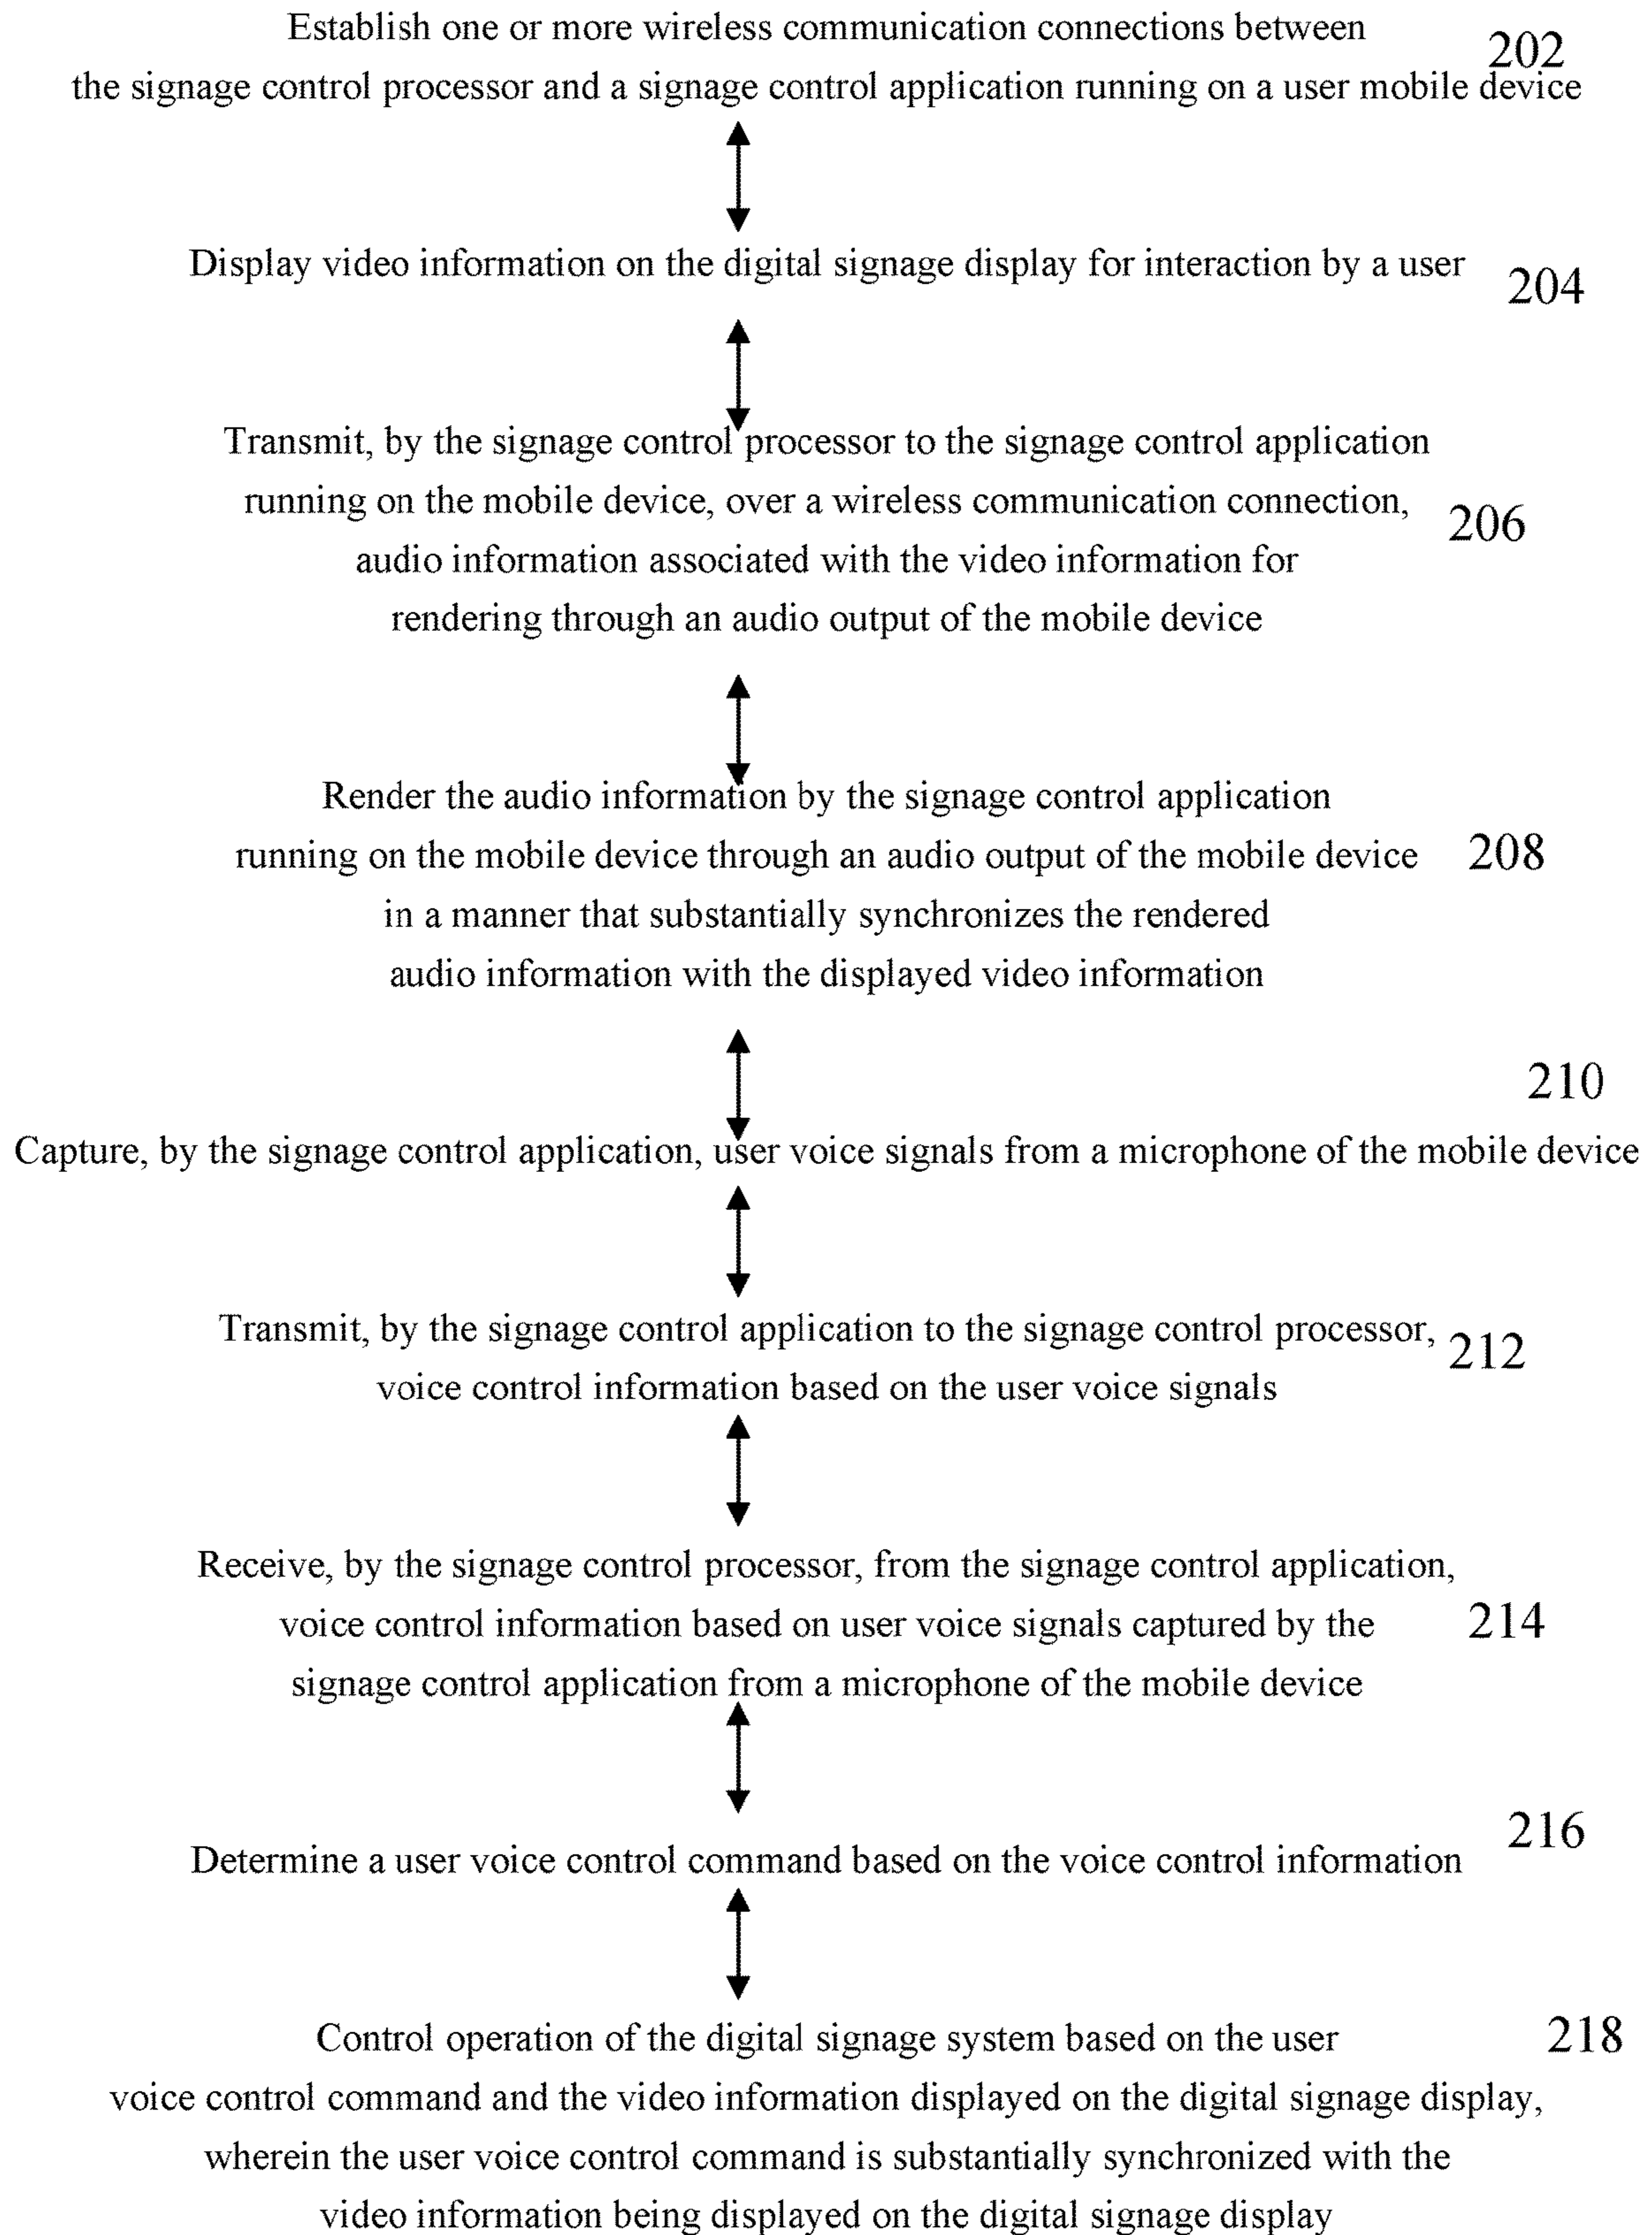 Establish one or more wireless communication connections between
202
the signage control processor and a signage control application running on a user mobile device
Display video information on the digital signage display for interaction by a user
204
Transmit, by the signage control processor to the signage control application
running on the mobile device, over a wireless communication connection,
206
audio information associated with the video information for
rendering through an audio output of the mobile device
Render the audio information by the signage control application
running on the mobile device through an audio output of the mobile device
208
in a manner that substantially synchronizes the rendered
audio information with the displayed video information
210
Capture, by the signage control application, user voice signals from a microphone of the mobile device
Transmit, by the signage control application to the signage control processor,
212
voice control information based on the user voice signals
Receive, by the signage control processor, from the signage control application,
voice control information based on user voice signals captured by the
214
signage control application from a microphone of the mobile device
216
Determine a user voice control command based on the voice control information
Control operation of the digital signage system based on the user
218
voice control command and the video information displayed on the digital signage display,
wherein the user voice control command is substantially synchronized with the
video information being displayed on the digital signage display